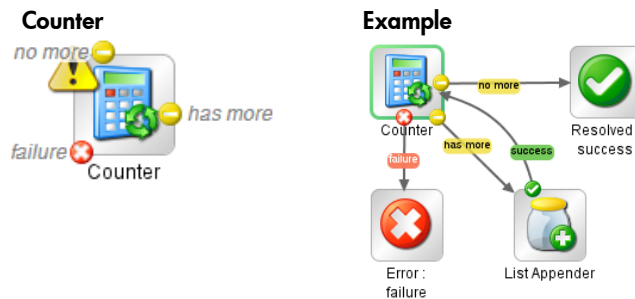 Counter
no more
has more
failure
Counter
Example
no more
Counter
Resolved :
success
failure
has more
success
Error :
failure
List Appender